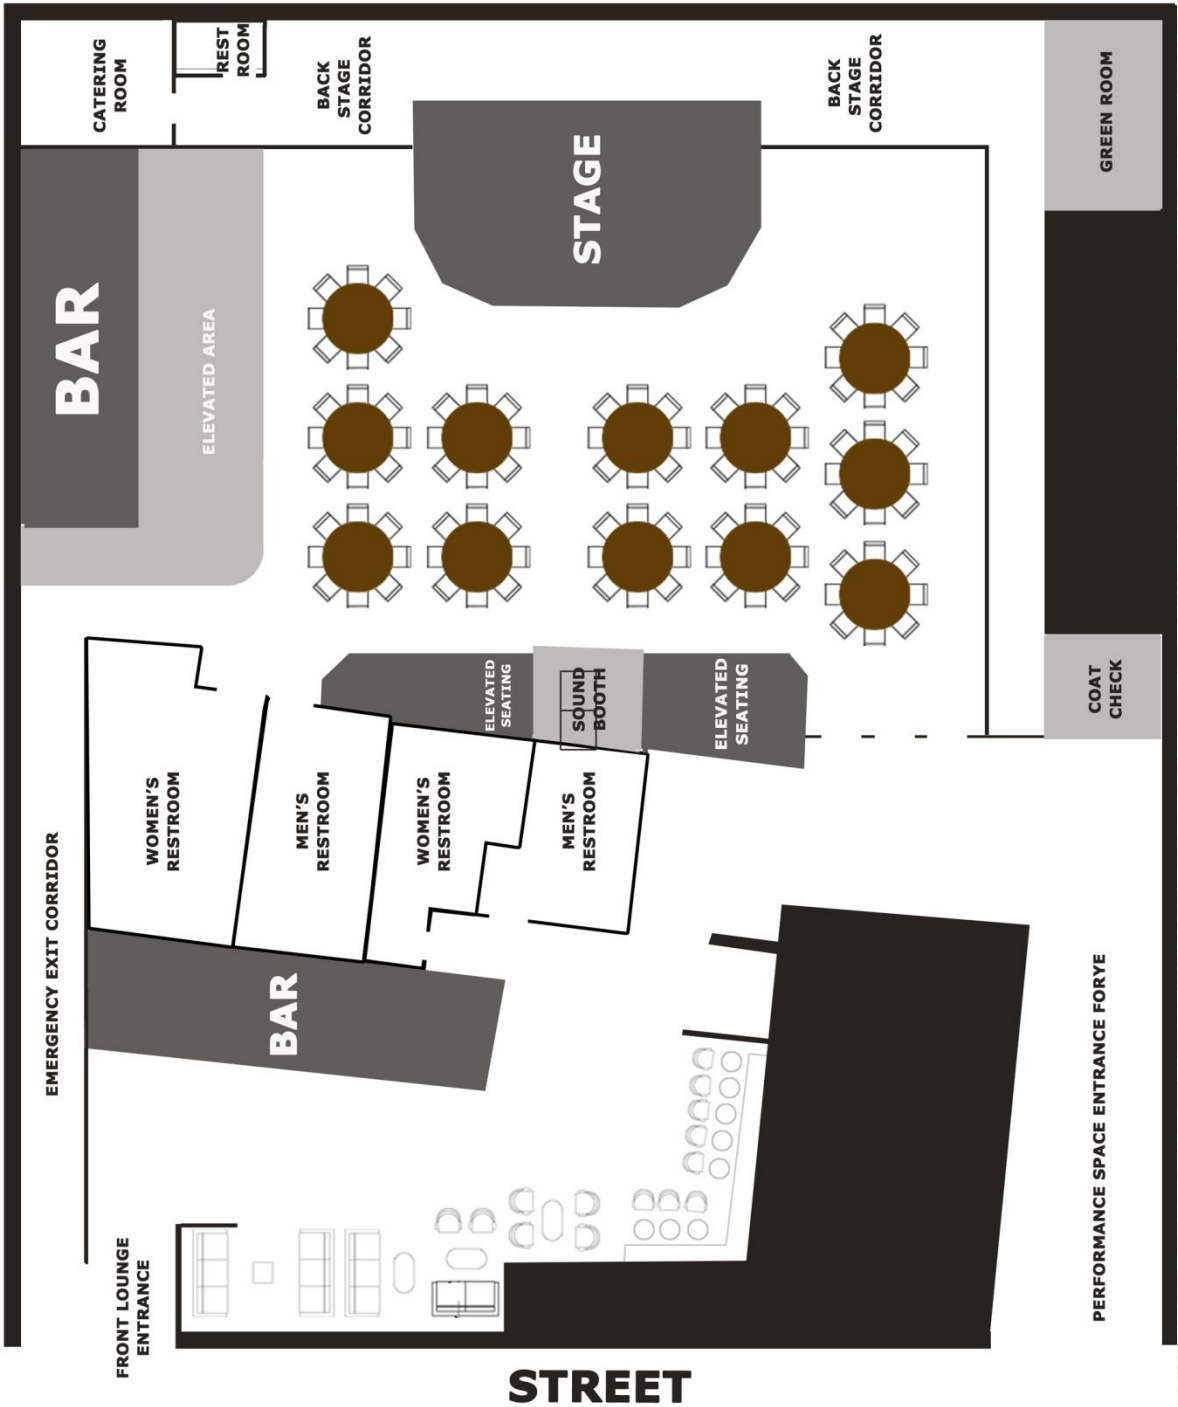 CATERING
ROOM
REST
ROOM
BACK
STAGE
CORRIDOR
BACK
STAGE
CORRIDOR
GREEN ROOM
STAGE
BAR
ELEVATED AREA
ELEVATED
SEATING
SOUND
BOOTH
ELEVATED
SEATING
COAT
CHECK
WOMEN'S
RESTROOM
MEN'S
RESTROOM
WOMEN'S
RESTROOM
MEN'S
RESTROOM
EMERGENCY EXIT CORRIDOR
BAR
PERFORMANCE SPACE ENTRANCE FORYE
FRONT LOUNGE
ENTRANCE
STREET